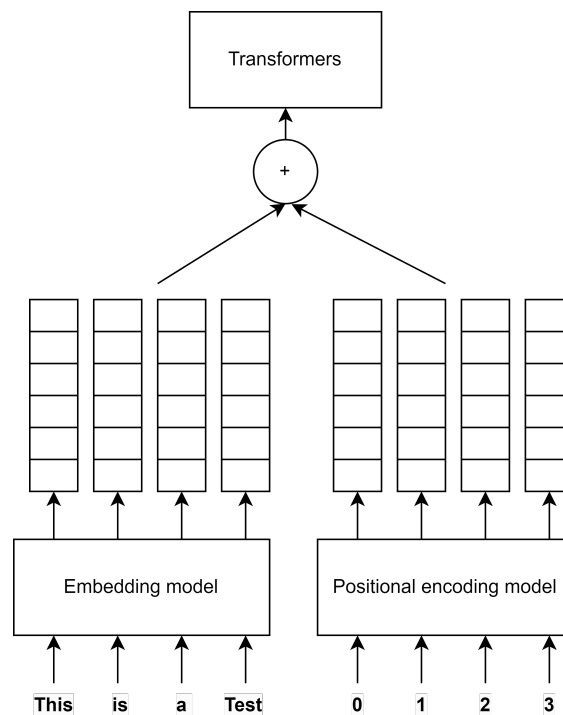 Transformers
+
Embedding model
Positional encoding model
This is a Test
0 1 2 3